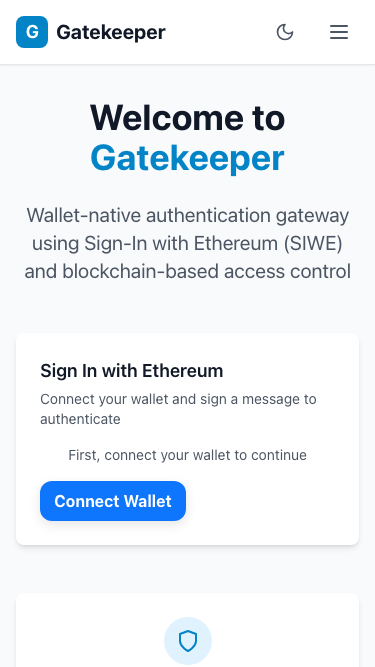 G Gatekeeper
Welcome to
Gatekeeper
Wallet-native authentication gateway
using Sign-In with Ethereum (SIWE)
and blockchain-based access control
Sign In with Ethereum
Connect your wallet and sign a message to
authenticate
First, connect your wallet to continue
Connect Wallet